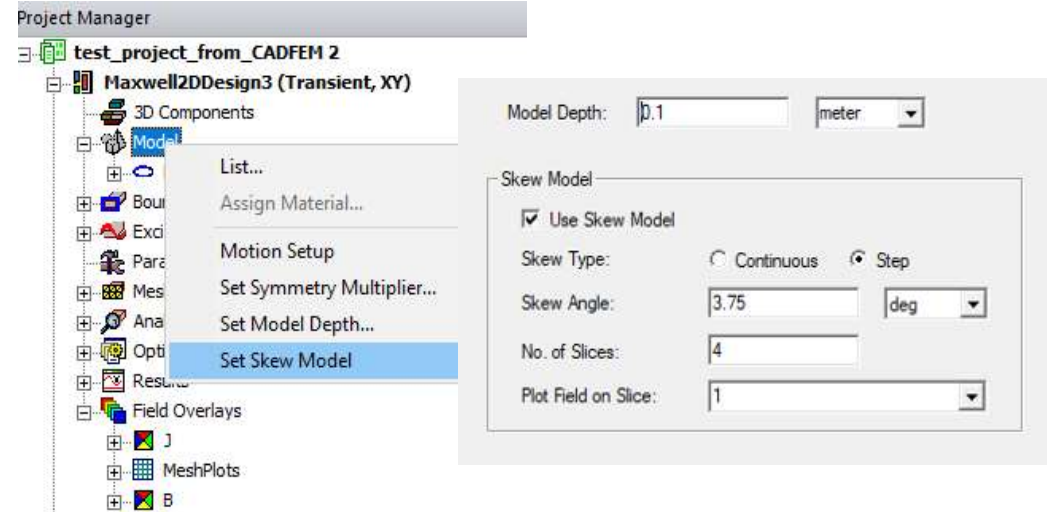 Project Manager
test_project_from_CADFEM 2
Maxwell2DDesign3 (Transient, XY)
3D Components
Model
Boun
Exci
Para
Mes
Ana
Opti
Results
Field Overlays
J
MeshPlots
B
List...
Assign Material...
Motion Setup
Set Symmetry Multiplier...
Set Model Depth...
Set Skew Model
Model Depth: 0.1 meter
Skew Model
Use Skew Model
Skew Type: Continuous Step
Skew Angle: 3.75 deg
No. of Slices: 4
Plot Field on Slice: 1